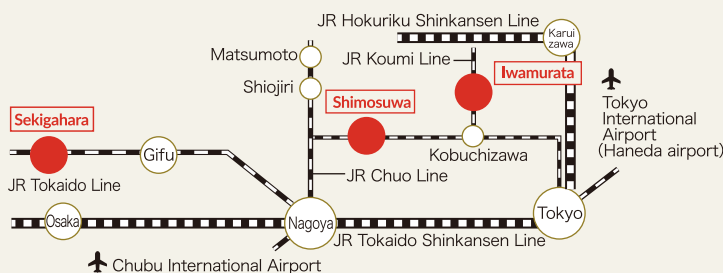 JR Hokuriku Shinkansen Line
Karui
zawa
Matsumoto
JR Koumi Line
Iwamurata
Shiojiri
Shimosuwa
Tokyo
International
Airport
(Haneda airport)
Sekigahara
Gifu
Kobuchizawa
JR Tokaido Line
JR Chuo Line
Osaka
Nagoya
Tokyo
JR Tokaido Shinkansen Line
Chubu International Airport